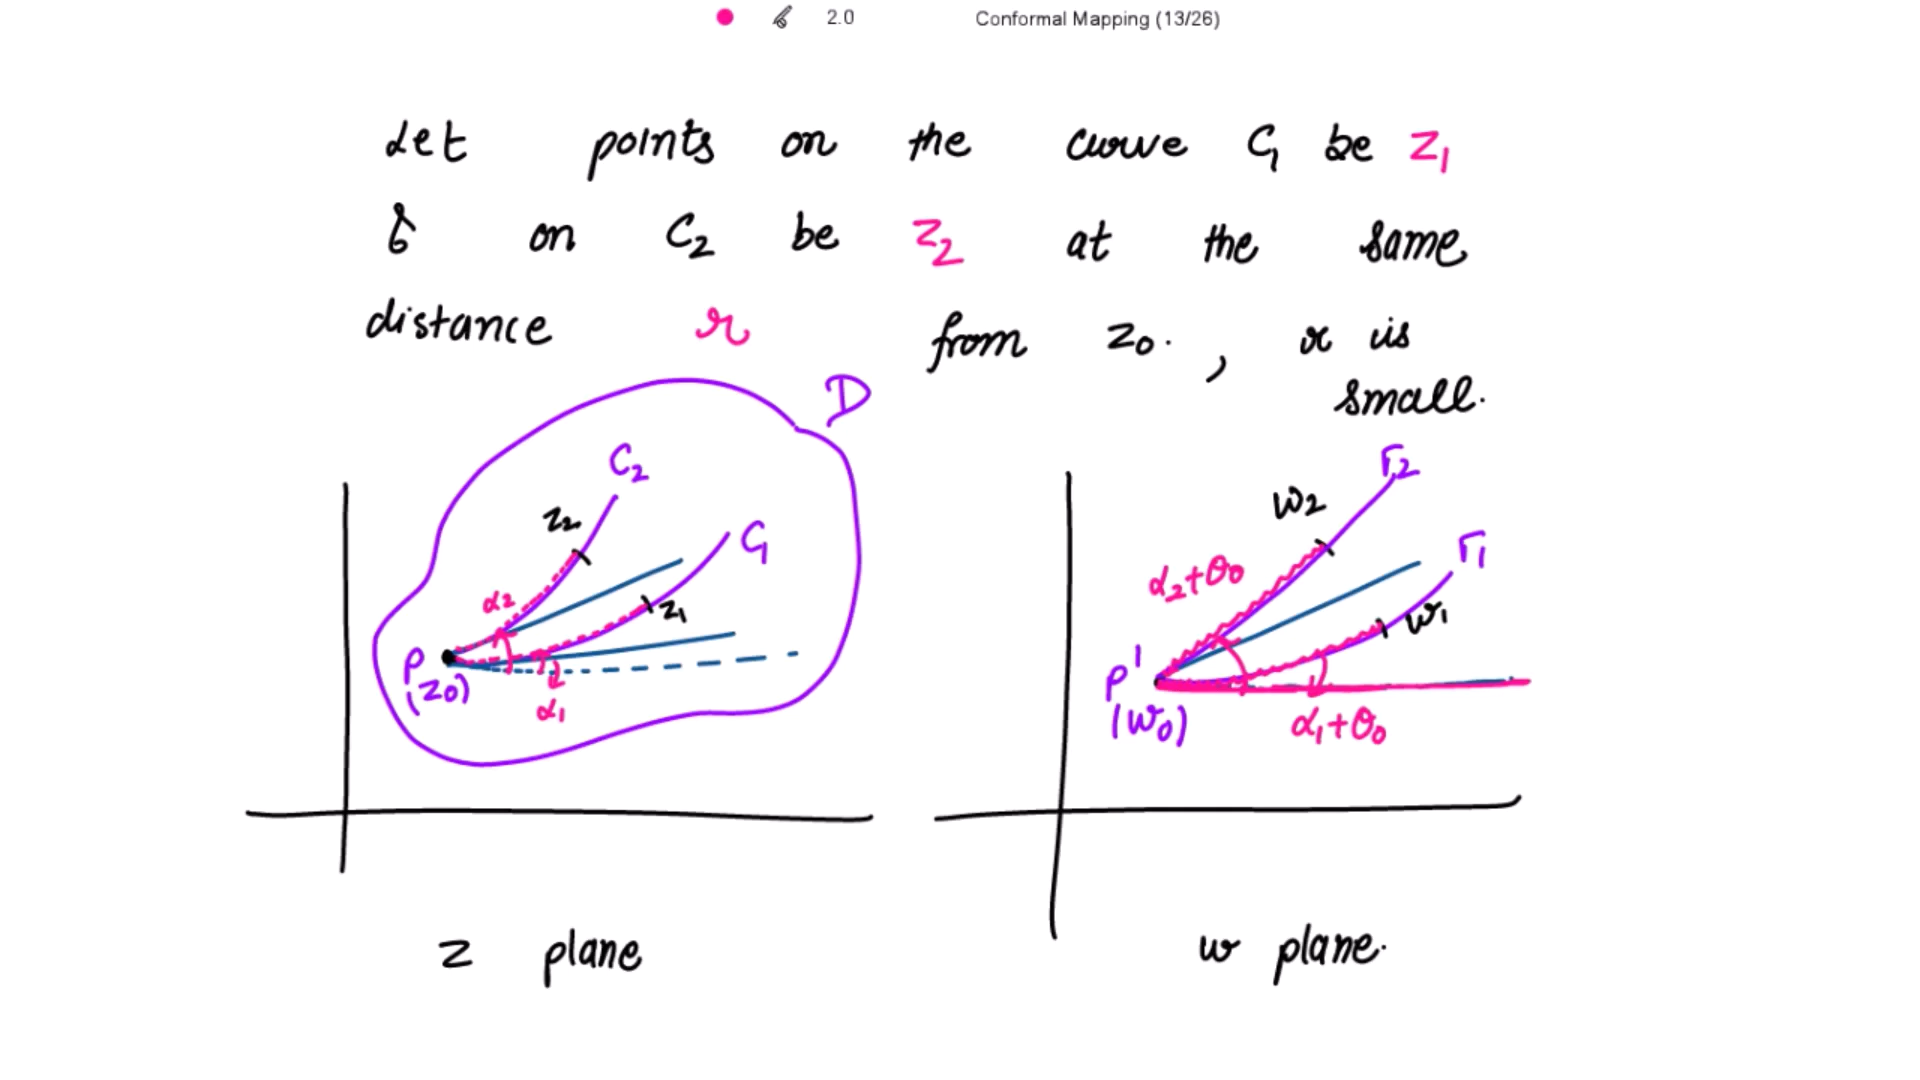 2.0 Conformal Mapping (13/26)
Let points on the curve C1 be z1
& on C2 be z2 at the same
distance r from z0. , r is
small.
D
C2
z2
C1
z1
α2
P
(z0)
α1
z plane
Γ2
w2
Γ1
α2+θ0
w1
P'
(w0)
α1+θ0
w plane.